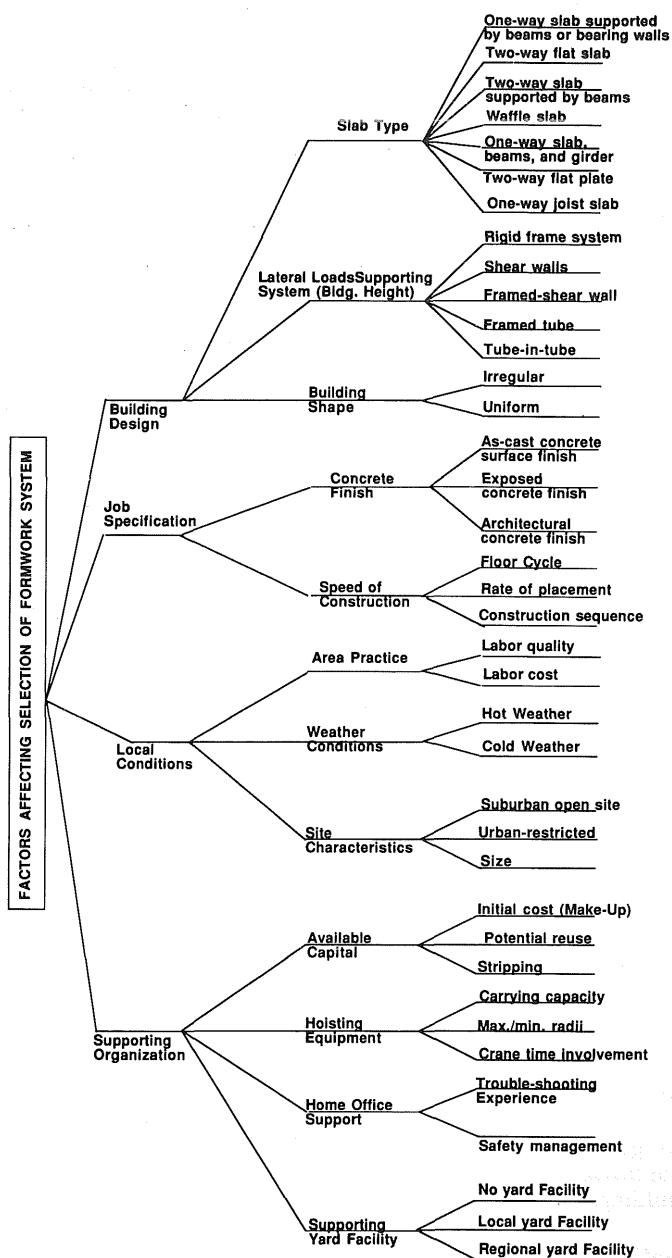 FACTORS AFFECTING SELECTION OF FORMWORK SYSTEM
Building
Design
Slab Type
One-way slab supported
by beams or bearing walls
Two-way flat slab
Two-way slab
supported by beams
Waffle slab
One-way slab,
beams, and girder
Two-way flat plate
One-way joist slab
Lateral LoadsSupporting
System (Bldg. Height)
Rigid frame system
Shear walls
Framed-shear wall
Framed tube
Tube-in-tube
Building
Shape
Irregular
Uniform
Job
Specification
Concrete
Finish
As-cast concrete
surface finish
Exposed
concrete finish
Architectural
concrete finish
Speed of
Construction
Floor Cycle
Rate of placement
Construction sequence
Local
Conditions
Area Practice
Labor quality
Labor cost
Weather
Conditions
Hot Weather
Cold Weather
Site
Characteristics
Suburban open site
Urban-restricted
Size
Supporting
Organization
Available
Capital
Initial cost (Make-Up)
Potential reuse
Stripping
Hoisting
Equipment
Carrying capacity
Max./min. radii
Crane time involvement
Home Office
Support
Trouble-shooting
Experience
Safety management
Supporting
Yard Facility
No yard Facility
Local yard Facility
Regional yard Facility